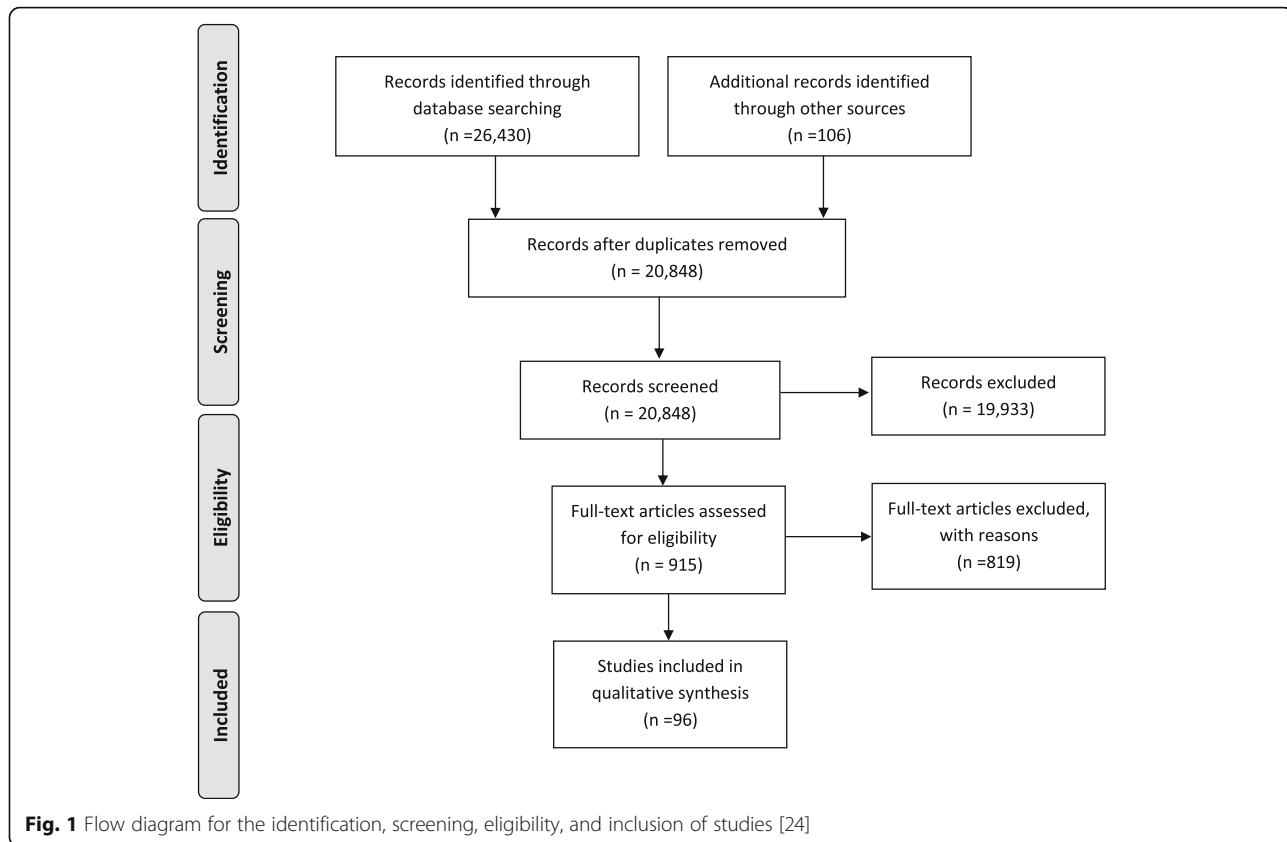 Identification
Records identified through
database searching
(n =26,430)
Additional records identified
through other sources
(n =106)
Screening
Records after duplicates removed
(n = 20,848)
Records screened
(n = 20,848)
Records excluded
(n = 19,933)
Eligibility
Full-text articles assessed
for eligibility
(n = 915)
Full-text articles excluded,
with reasons
(n =819)
Included
Studies included in
qualitative synthesis
(n =96)
Fig. 1 Flow diagram for the identification, screening, eligibility, and inclusion of studies [24]